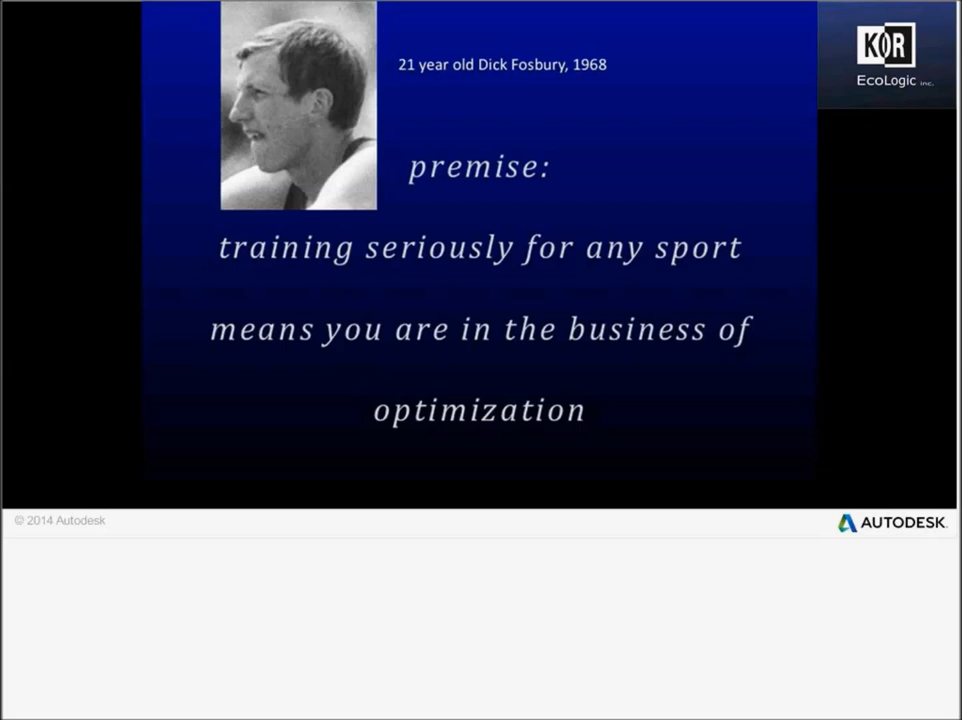 21 year old Dick Fosbury, 1968
KOR
EcoLogic inc.
premise:
training seriously for any sport
means you are in the business of
optimization
© 2014 Autodesk
AUTODESK.